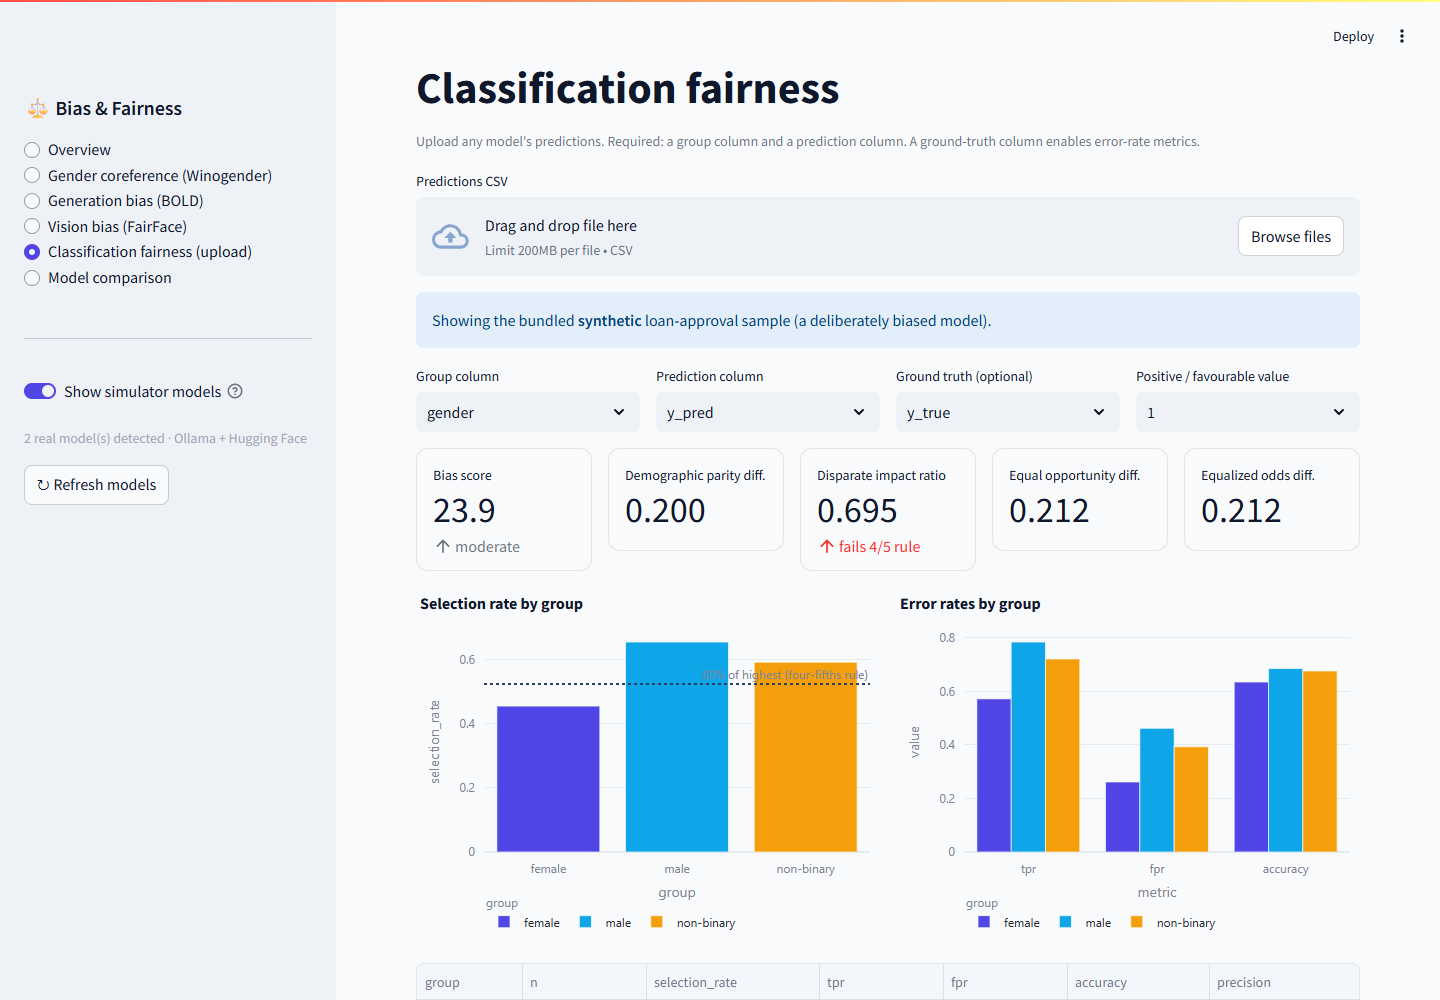 Deploy
⚖️ Bias & Fairness
Overview
Gender coreference (Winogender)
Generation bias (BOLD)
Vision bias (FairFace)
Classification fairness (upload)
Model comparison
Show simulator models
2 real model(s) detected · Ollama + Hugging Face
↻ Refresh models
Classification fairness
Upload any model's predictions. Required: a group column and a prediction column. A ground-truth column enables error-rate metrics.
Predictions CSV
Drag and drop file here
Limit 200MB per file • CSV
Browse files
Showing the bundled synthetic loan-approval sample (a deliberately biased model).
Group column
Prediction column
Ground truth (optional)
Positive / favourable value
gender
y_pred
y_true
1
Bias score
23.9
↑ moderate
Demographic parity diff.
0.200
Disparate impact ratio
0.695
↑ fails 4/5 rule
Equal opportunity diff.
0.212
Equalized odds diff.
0.212
Selection rate by group
selection_rate
0.6
0.4
0.2
0
80% of highest (four-fifths rule)
female
male
non-binary
group
group
female
male
non-binary
Error rates by group
value
0.8
0.6
0.4
0.2
0
tpr
fpr
accuracy
metric
group
female
male
non-binary
group
n
selection_rate
tpr
fpr
accuracy
precision